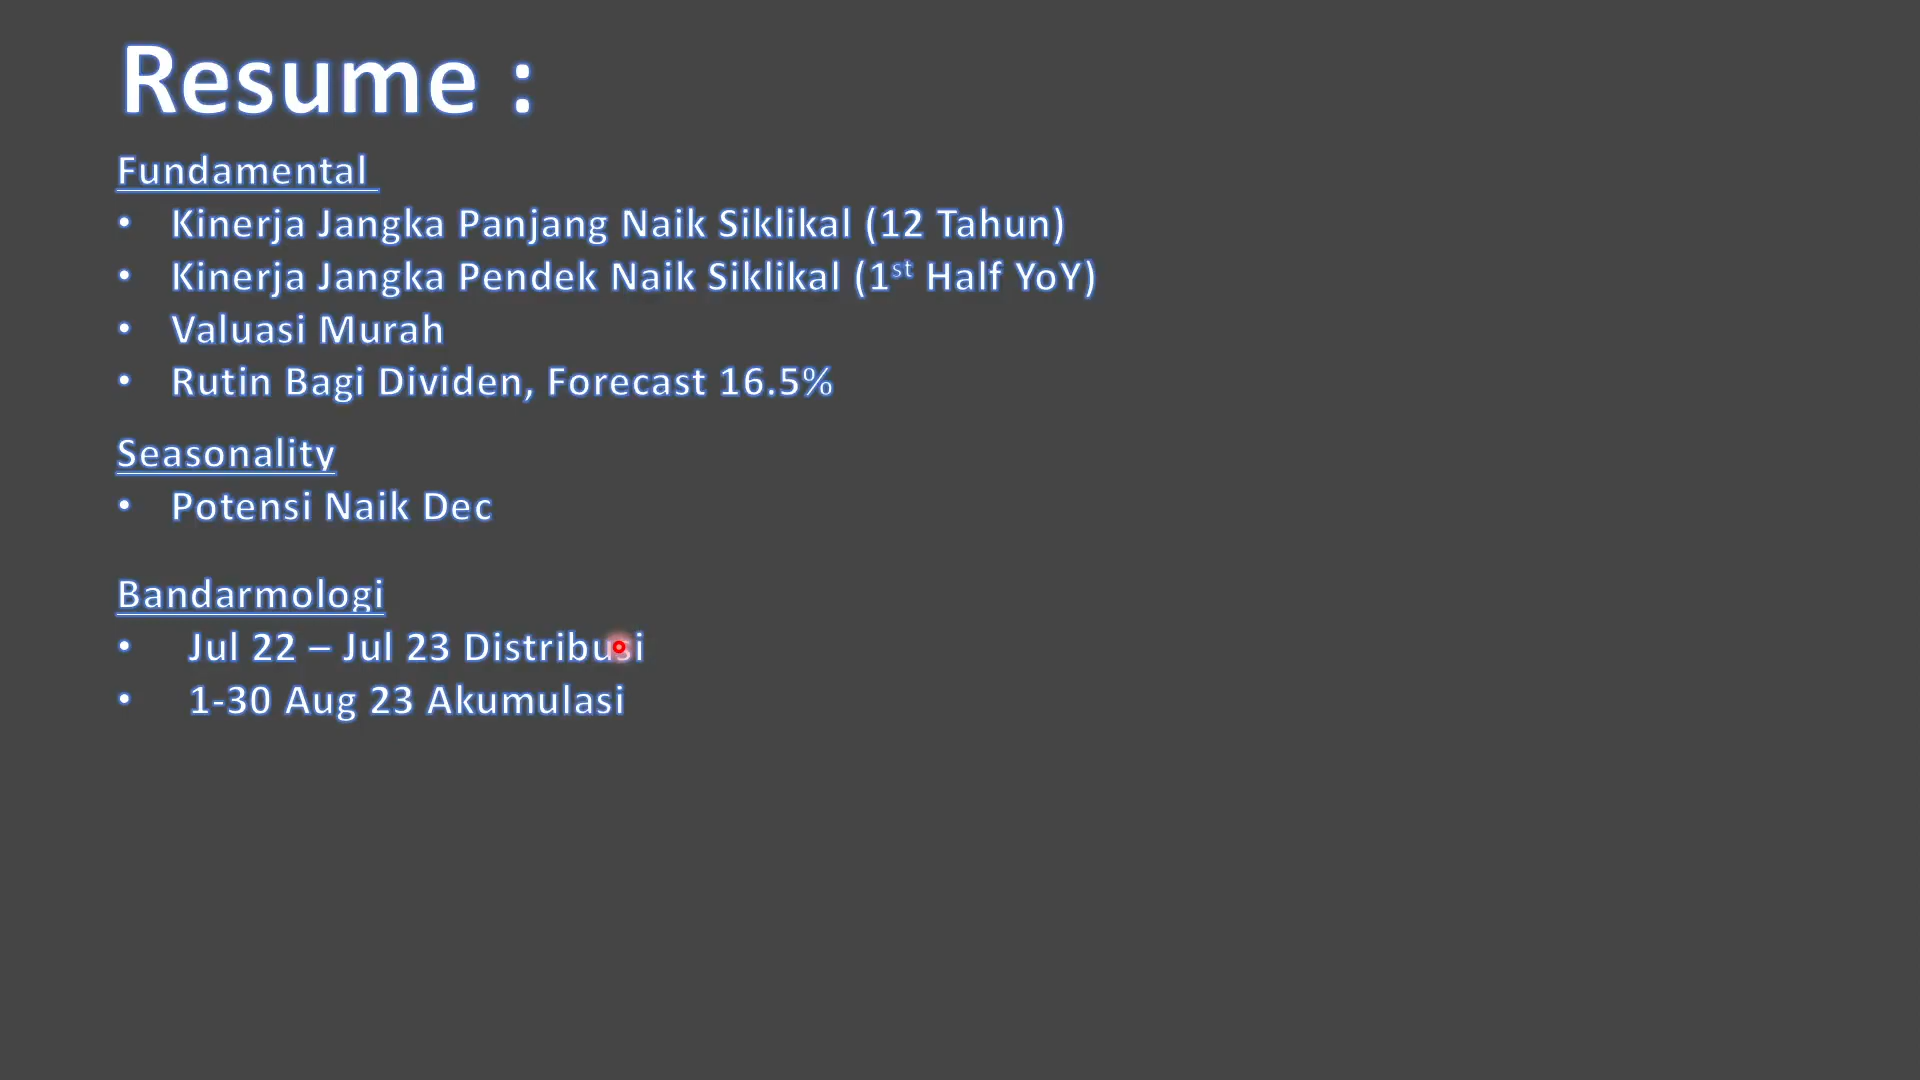 Resume :
Fundamental
• Kinerja Jangka Panjang Naik Siklikal (12 Tahun)
• Kinerja Jangka Pendek Naik Siklikal (1st Half YoY)
• Valuasi Murah
• Rutin Bagi Dividen, Forecast 16.5%
Seasonality
• Potensi Naik Dec
Bandarmologi
• Jul 22 – Jul 23 Distribusi
• 1-30 Aug 23 Akumulasi